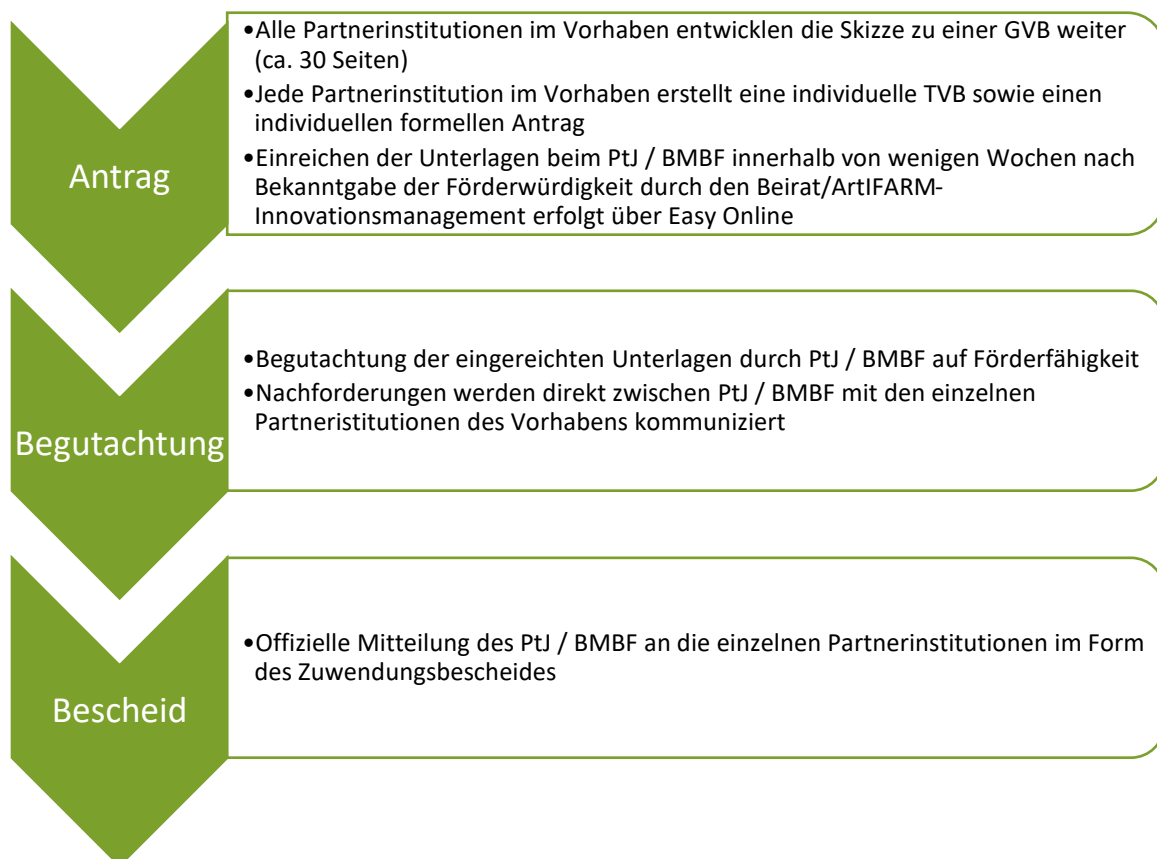 •Alle Partnerinstitutionen im Vorhaben entwicklen die Skizze zu einer GVB weiter
(ca. 30 Seiten)
•Jede Partnerinstitution im Vorhaben erstellt eine individuelle TVB sowie einen
individuellen formellen Antrag
•Einreichen der Unterlagen beim PtJ / BMBF innerhalb von wenigen Wochen nach
Bekanntgabe der Förderwürdigkeit durch den Beirat/ArtIFARM-
Innovationsmanagement erfolgt über Easy Online
Antrag
•Begutachtung der eingereichten Unterlagen durch PtJ / BMBF auf Förderfähigkeit
•Nachforderungen werden direkt zwischen PtJ / BMBF mit den einzelnen
Partneristitutionen des Vorhabens kommuniziert
Begutachtung
•Offizielle Mitteilung des PtJ / BMBF an die einzelnen Partnerinstitutionen im Form
des Zuwendungsbescheides
Bescheid